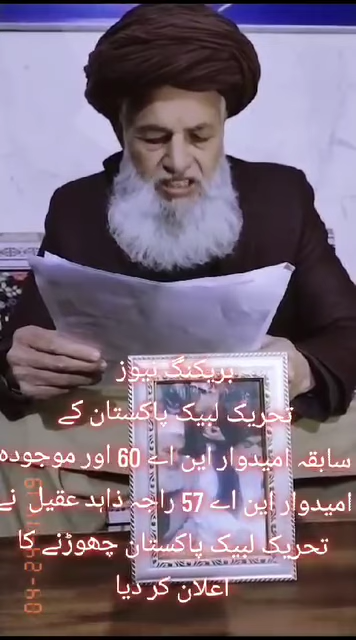 بریکنگ نیوز
تحریک لبیک پاکستان کے
سابقہ امیدوار این اے 60 اور موجودہ
امیدوار این اے 57 راجہ ذاہد عقیل نے
تحریک لبیک پاکستان چھوڑنے کا
اعلان کر دیا